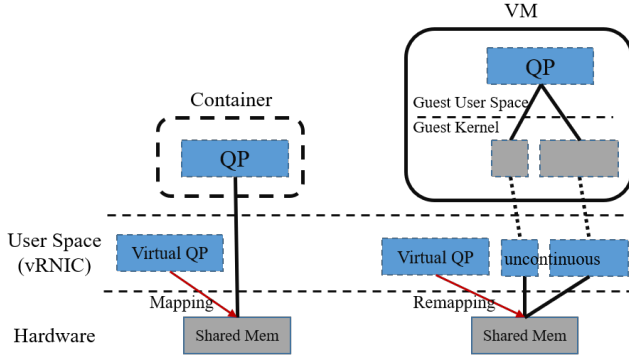 VM
QP
Guest User Space
Guest Kernel
Container
QP
User Space
(vRNIC)
Virtual QP
Virtual QP
uncontinuous
Mapping
Remapping
Hardware
Shared Mem
Shared Mem